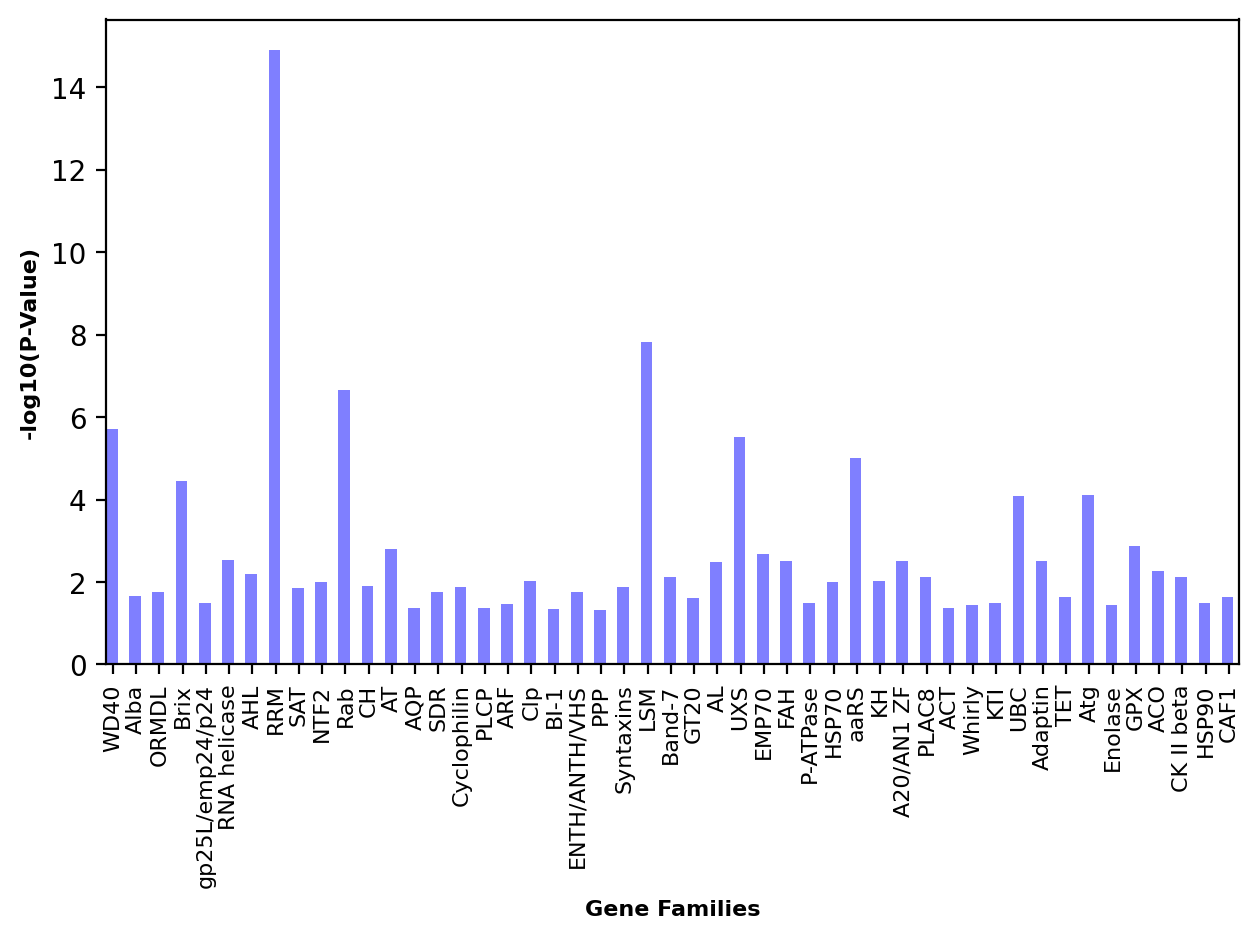 14
12
10
8
6
4
2
0
-log10(P-Value)
WD40
Alba
ORMDL
Brix
gp25L/emp24/p24
RNA helicase
AHL
RRM
SAT
NTF2
Rab
CH
AT
AQP
SDR
Cyclophilin
PLCP
ARF
Clp
BI-1
ENTH/ANTH/VHS
PPP
Syntaxins
LSM
Band-7
GT20
AL
UXS
EMP70
FAH
P-ATPase
HSP70
aaRS
KH
A20/AN1 ZF
PLAC8
ACT
Whirly
KTI
UBC
Adaptin
TET
Atg
Enolase
GPX
ACO
CK II beta
HSP90
CAF1
Gene Families